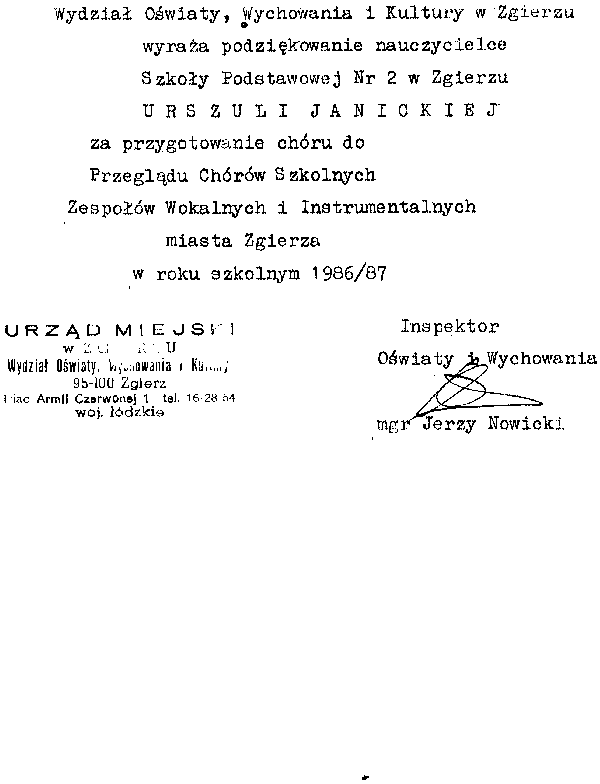 Wydział Oświaty, Wychowania i Kultury w Zgierzu
wyraża podziękowanie nauczycielce
Szkoły Podstawowej Nr 2 w Zgierzu
U R S Z U L I J A N I C K I E J
za przygotowanie chóru do
Przeglądu Chórów Szkolnych
Zespołów Wokalnych i Instrumentalnych
miasta Zgierza
w roku szkolnym 1986/87
URZĄD MIEJSKI
w
Wydział Oświaty, Wychowania i
95-100 Zgierz
Plac Armii Czerwonej 1 tel. 16-28-54
woj. łódzkie
Inspektor
Oświaty i Wychowania
mgr Jerzy Nowicki